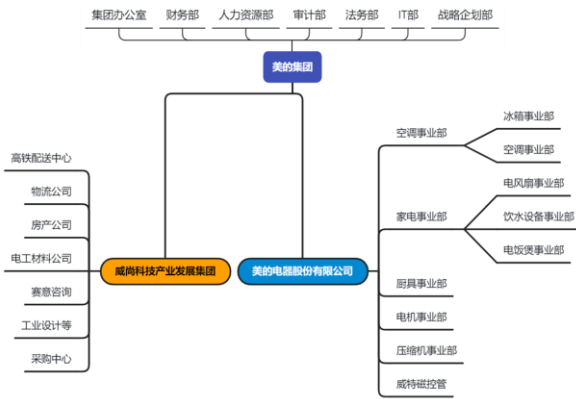 集团办公室
财务部
人力资源部
审计部
法务部
IT部
战略企划部
美的集团
高铁配送中心
物流公司
房产公司
电工材料公司
赛意咨询
工业设计等
采购中心
威尚科技产业发展集团
美的电器股份有限公司
空调事业部
冰箱事业部
空调事业部
家电事业部
电风扇事业部
饮水设备事业部
电饭煲事业部
厨具事业部
电机事业部
压缩机事业部
威特磁控管